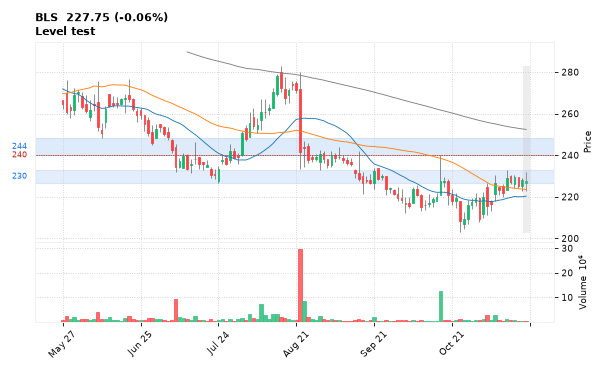 BLS 227.75 (-0.06%)
Level test
280
260
244
240
240
230
220
200
Price
30
20
10
Volume 10⁴
May 27
Jun 25
Jul 24
Aug 21
Sep 21
Oct 21